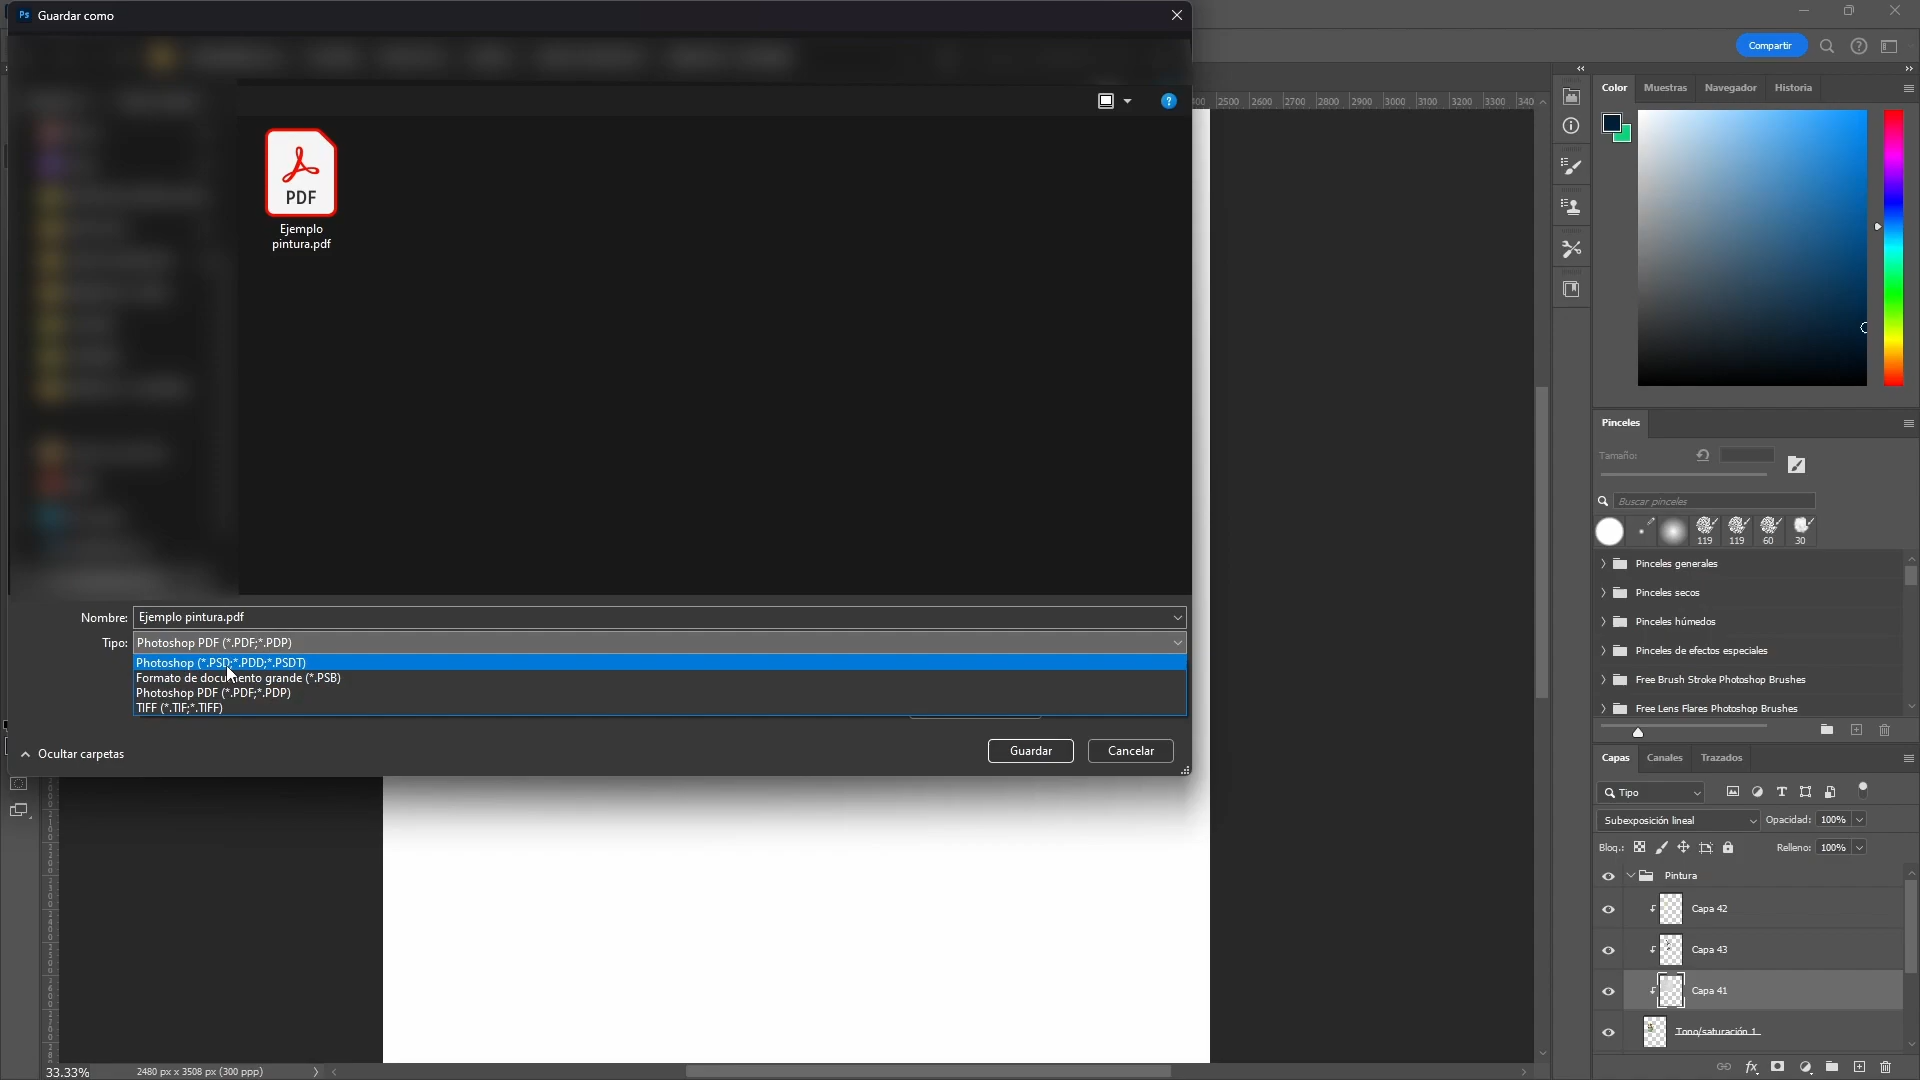 Ps Guardar como
Compartir
PDF
Ejemplo
pintura.pdf
Nombre: Ejemplo pintura.pdf
Tipo: Photoshop PDF (*.PDF;*.PDP)
Photoshop (*.PSD;*.PDD;*.PSDT)
Formato de documento grande (*.PSB)
Photoshop PDF (*.PDF;*.PDP)
TIFF (*.TIF;*.TIFF)
Ocultar carpetas
Guardar Cancelar
2500 2600 2700 2800 2900 3000 3100 3200 3300 340
Color Muestras Navegador Historia
Pinceles
Tamaño:
Buscar pinceles
119 119 60 30
Pinceles generales
Pinceles secos
Pinceles húmedos
Pinceles de efectos especiales
Free Brush Stroke Photoshop Brushes
Free Lens Flares Photoshop Brushes
Capas Canales Trazados
Tipo
Subexposición lineal Opacidad: 100%
Bloq.: Relleno: 100%
Pintura
Capa 42
Capa 43
Capa 41
Tono/saturación 1
fx
33.33% 2480 px x 3508 px (300 ppp)